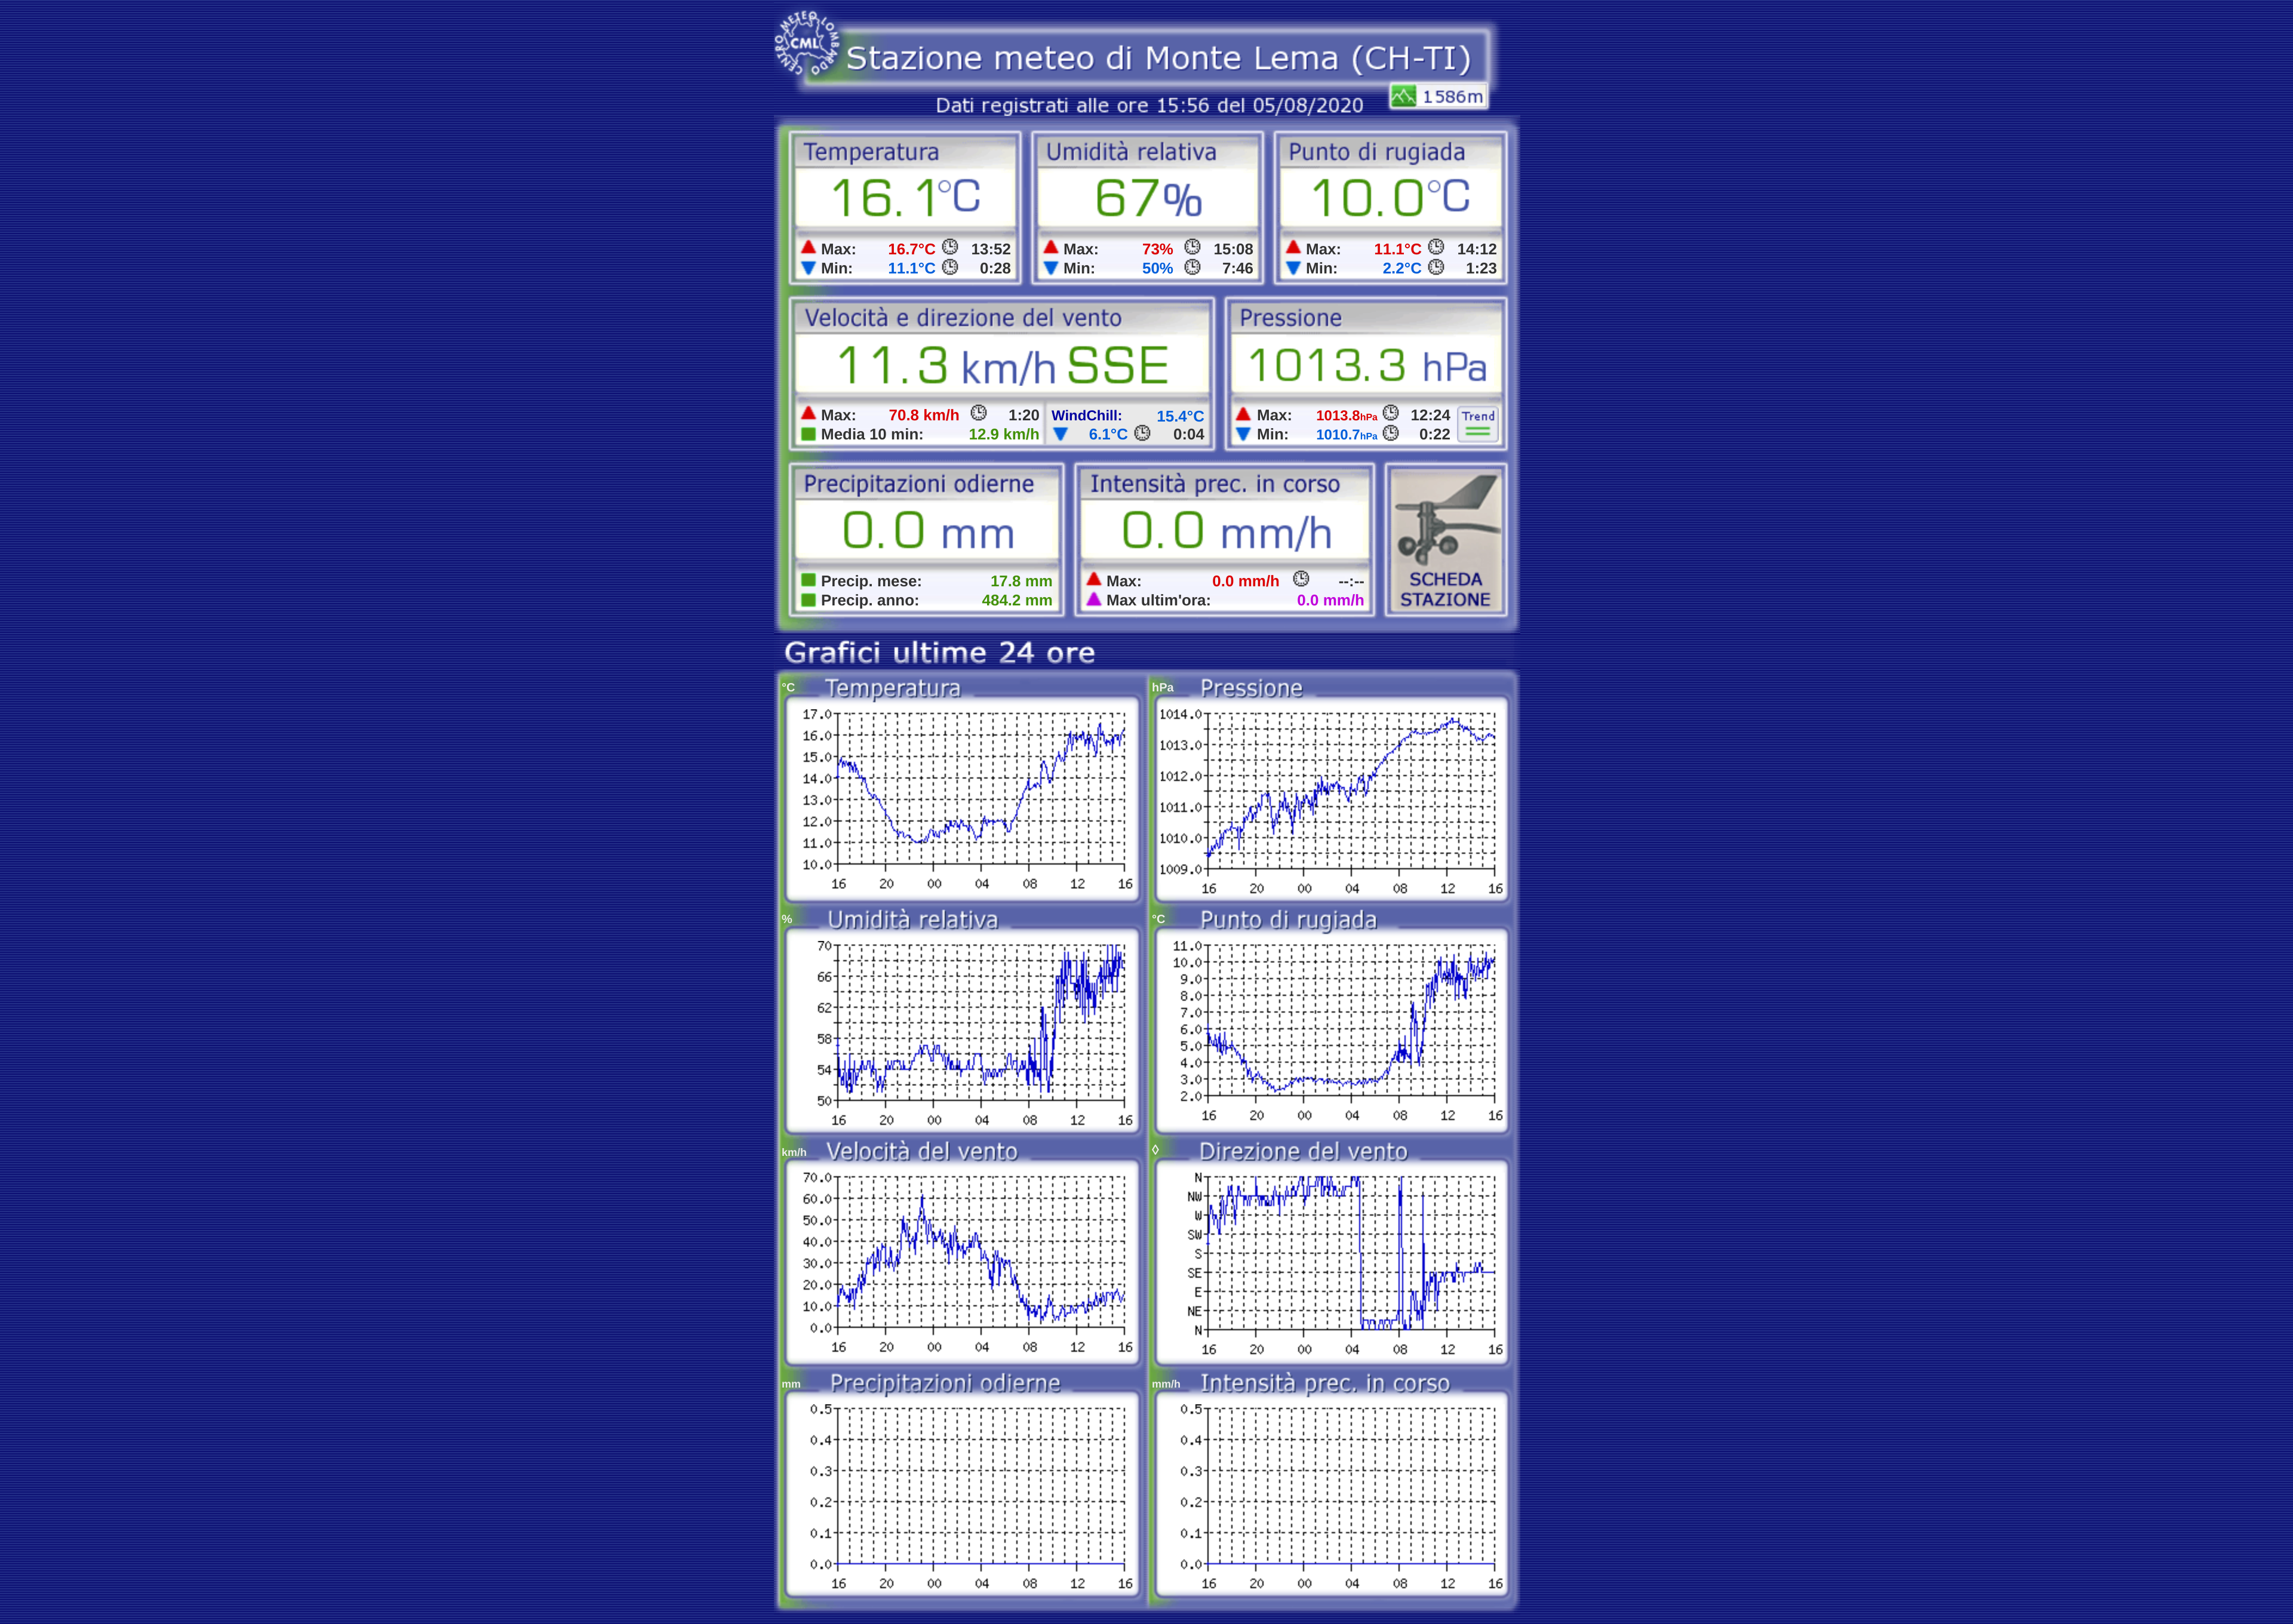 CENTRO METEO LOMBARDO
CML
Stazione meteo di Monte Lema (CH-TI)
Dati registrati alle ore 15:56 del 05/08/2020
1586m
Temperatura
16.1°C
Max: 16.7°C 13:52
Min: 11.1°C 0:28
Umidità relativa
67%
Max: 73% 15:08
Min: 50% 7:46
Punto di rugiada
10.0°C
Max: 11.1°C 14:12
Min: 2.2°C 1:23
Velocità e direzione del vento
11.3 km/h SSE
Max: 70.8 km/h 1:20
Media 10 min: 12.9 km/h
WindChill: 15.4°C
6.1°C 0:04
Pressione
1013.3 hPa
Max: 1013.8hPa 12:24
Min: 1010.7hPa 0:22
Trend
Precipitazioni odierne
0.0 mm
Precip. mese: 17.8 mm
Precip. anno: 484.2 mm
Intensità prec. in corso
0.0 mm/h
Max: 0.0 mm/h --:--
Max ultim'ora: 0.0 mm/h
SCHEDA
STAZIONE
Grafici ultime 24 ore
°C Temperatura
17.0
16.0
15.0
14.0
13.0
12.0
11.0
10.0
16 20 00 04 08 12 16
hPa Pressione
1014.0
1013.0
1012.0
1011.0
1010.0
1009.0
16 20 00 04 08 12 16
% Umidità relativa
70
66
62
58
54
50
16 20 00 04 08 12 16
°C Punto di rugiada
11.0
10.0
9.0
8.0
7.0
6.0
5.0
4.0
3.0
2.0
16 20 00 04 08 12 16
km/h Velocità del vento
70.0
60.0
50.0
40.0
30.0
20.0
10.0
0.0
16 20 00 04 08 12 16
◊ Direzione del vento
N
NW
W
SW
S
SE
E
NE
N
16 20 00 04 08 12 16
mm Precipitazioni odierne
0.5
0.4
0.3
0.2
0.1
0.0
16 20 00 04 08 12 16
mm/h Intensità prec. in corso
0.5
0.4
0.3
0.2
0.1
0.0
16 20 00 04 08 12 16